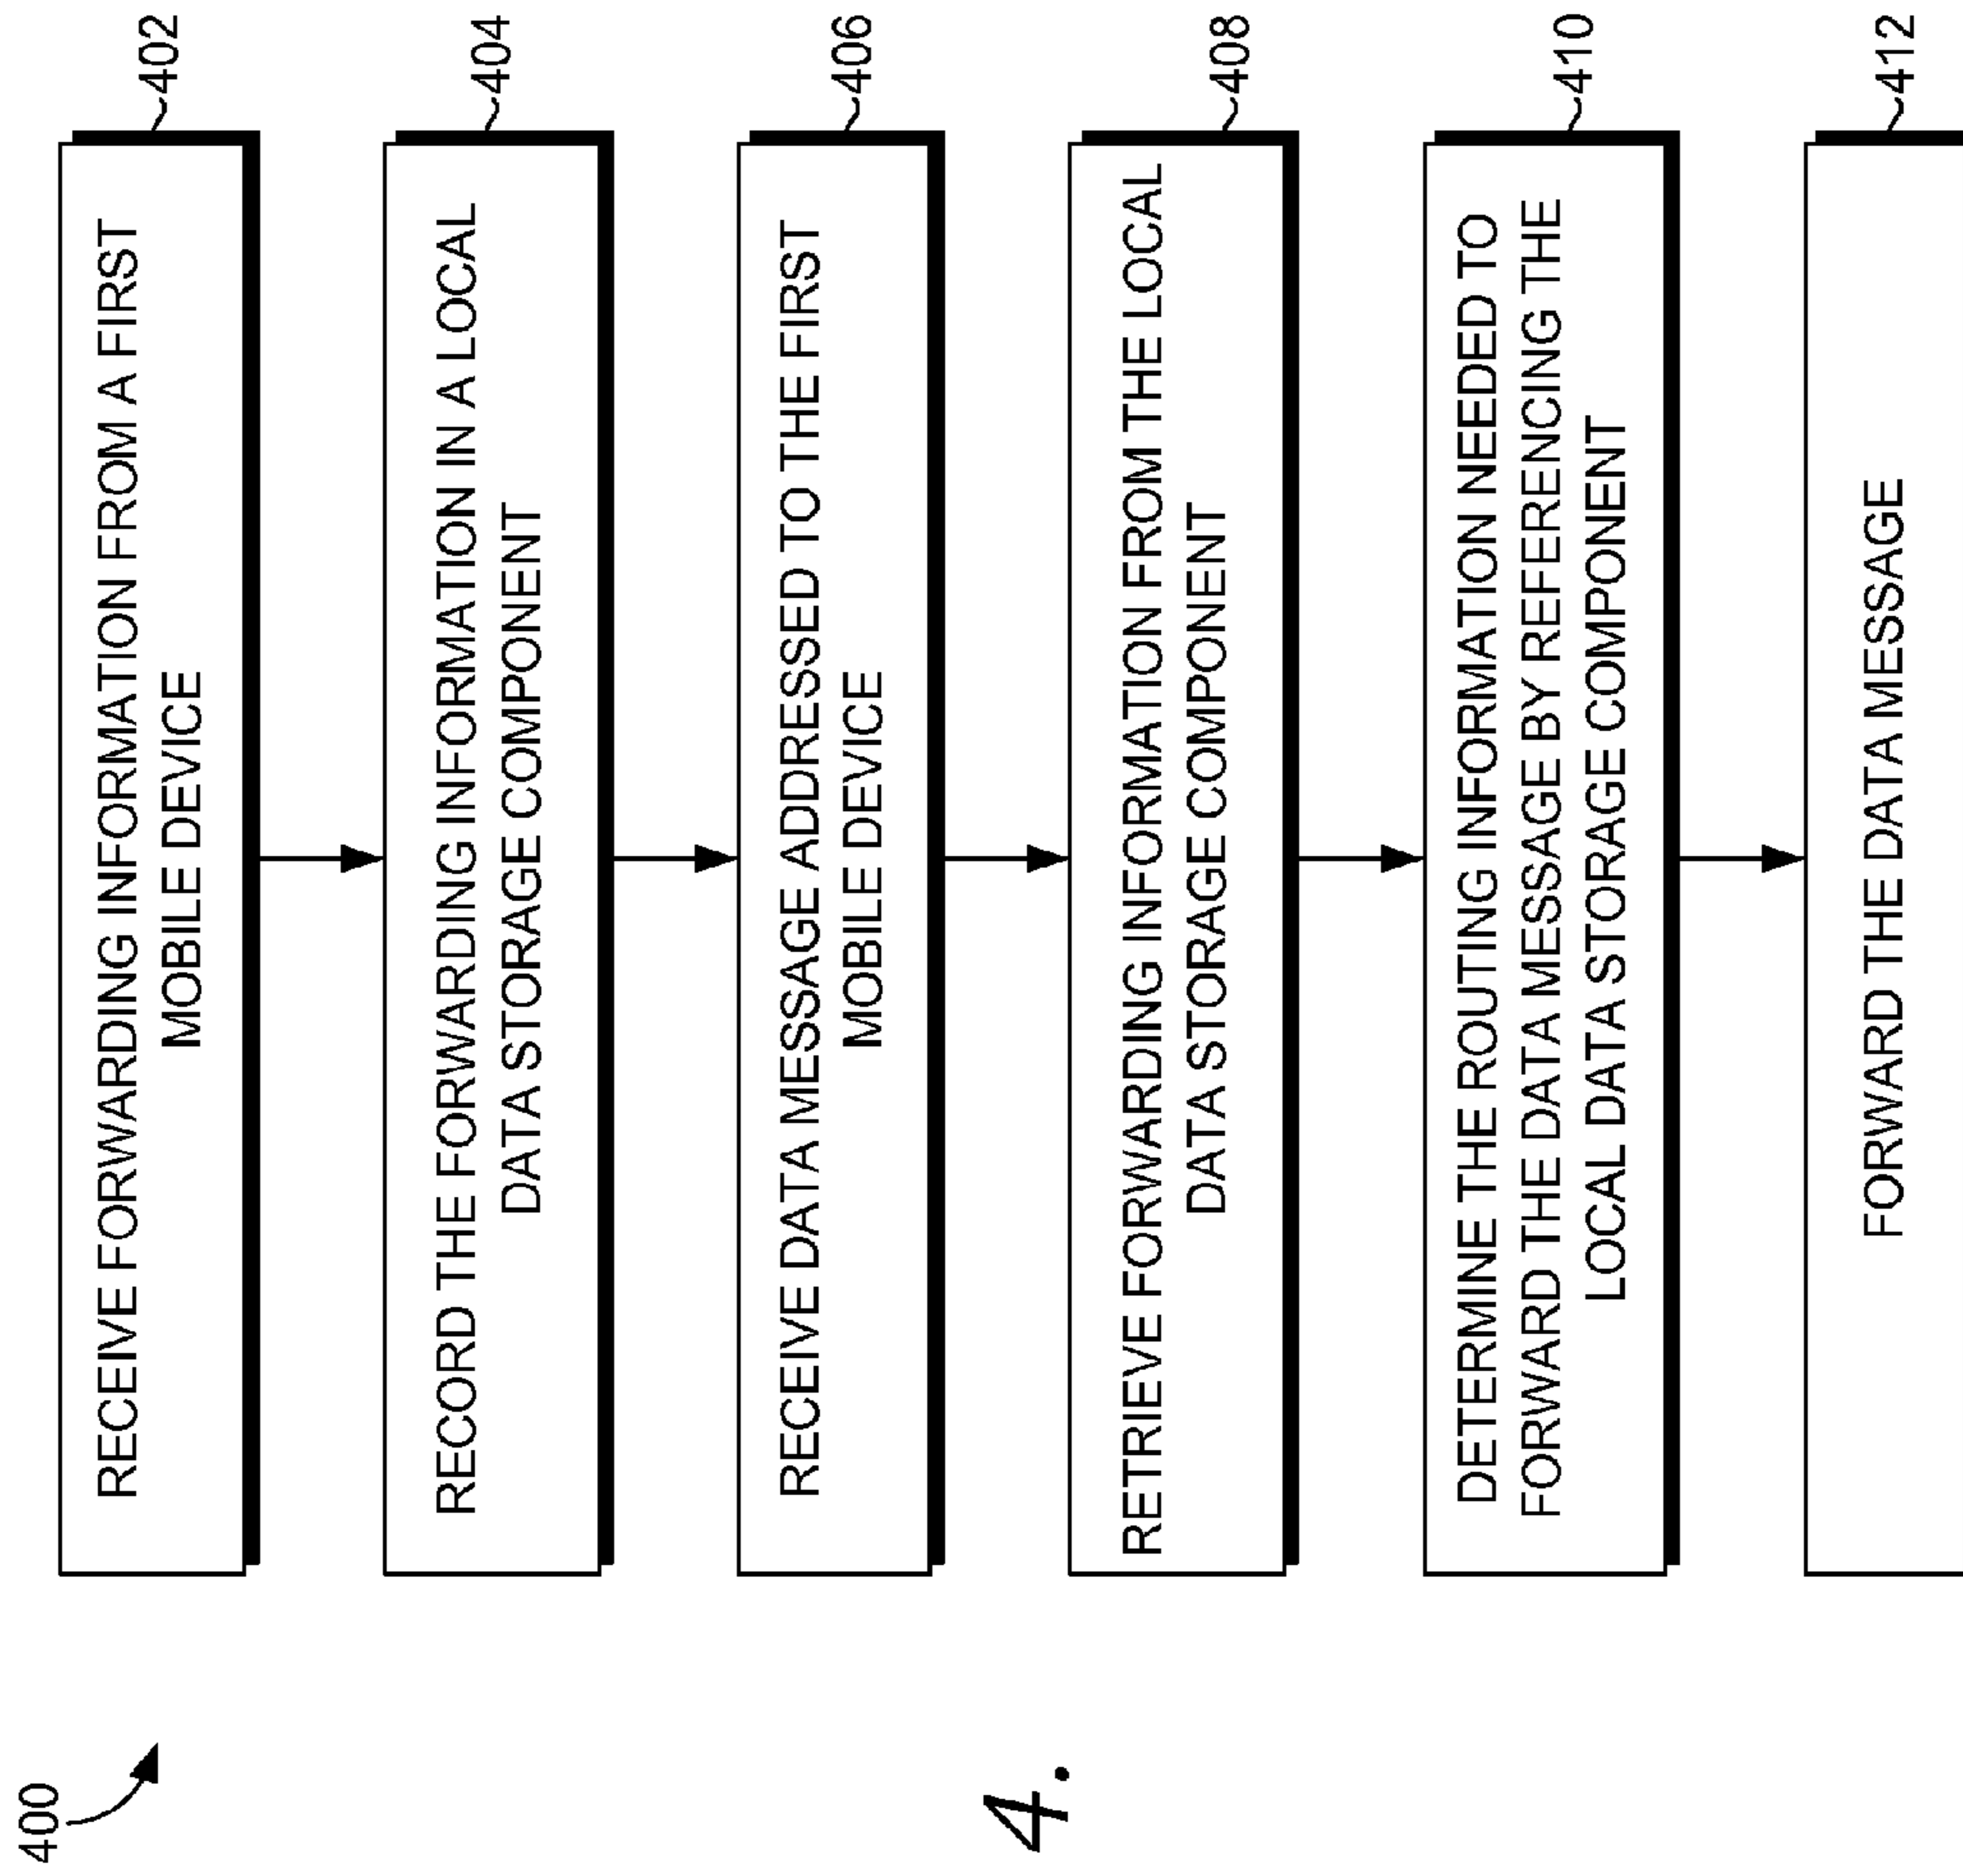 400
RECEIVE FORWARDING INFORMATION FROM A FIRST
MOBILE DEVICE
402
RECORD THE FORWARDING INFORMATION IN A LOCAL
DATA STORAGE COMPONENT
404
RECEIVE DATA MESSAGE ADDRESSED TO THE FIRST
MOBILE DEVICE
406
RETRIEVE FORWARDING INFORMATION FROM THE LOCAL
DATA STORAGE COMPONENT
408
DETERMINE THE ROUTING INFORMATION NEEDED TO
FORWARD THE DATA MESSAGE BY REFERENCING THE
LOCAL DATA STORAGE COMPONENT
410
FORWARD THE DATA MESSAGE
412
4.